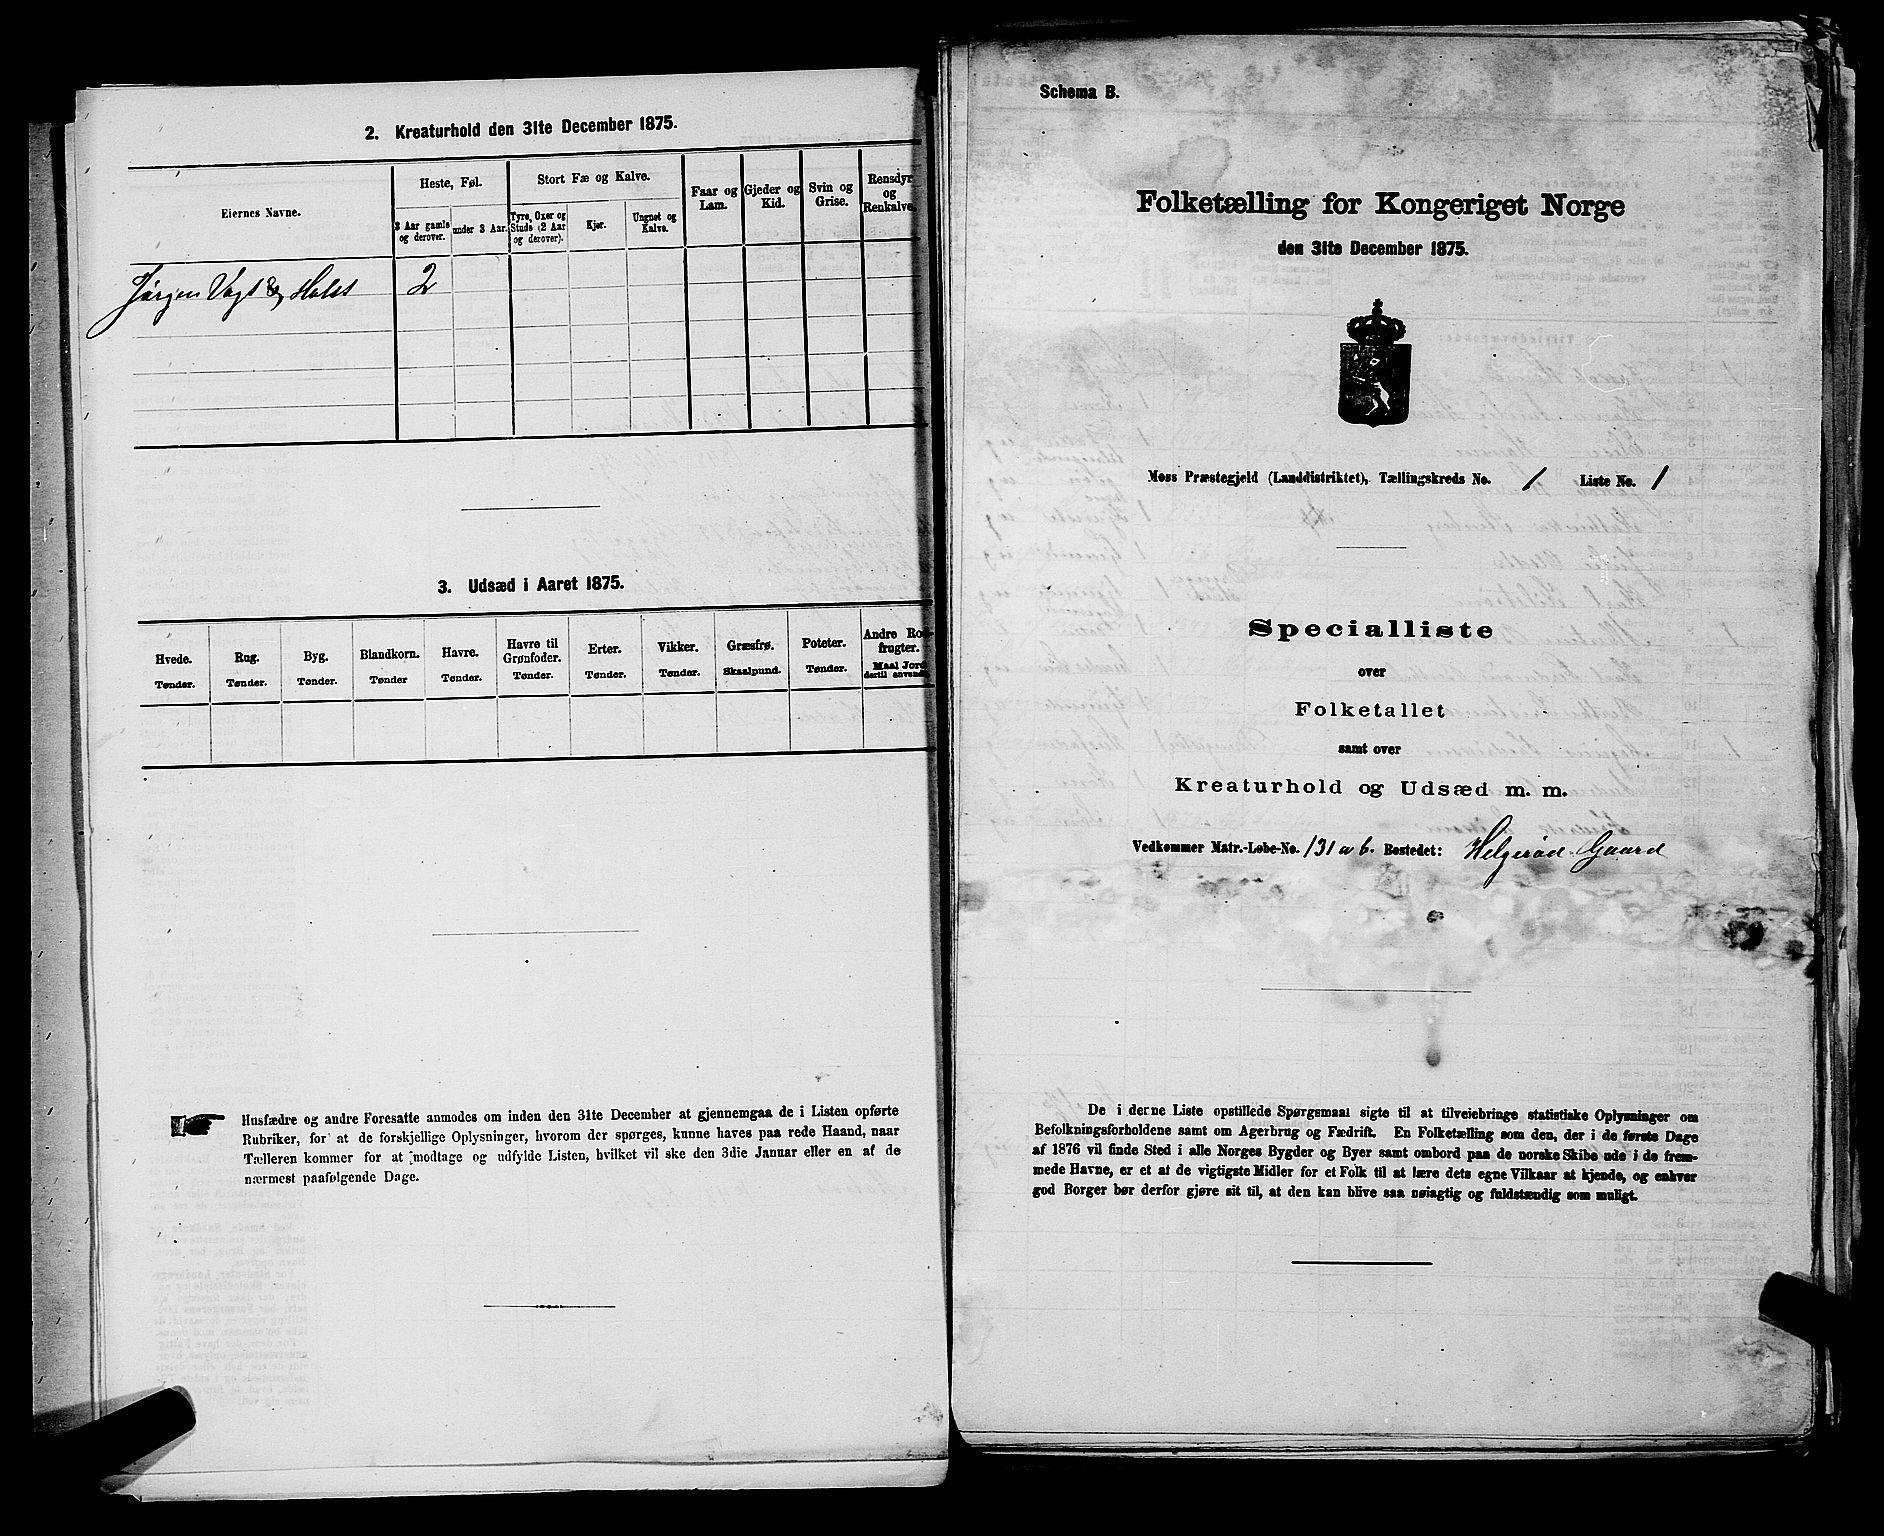 2. Kreaturhold den 31te December 1875.
Eiernes Navne.
Heste, Føl.
Stort Fæ og Kalve.
Faar og Lam.
Gjeder og Kid.
Svin og Grise.
Rensdyr og Renkalve.
3 Aar gamle og derover.
under 3 Aar.
Tyre, Oxer og Stude (2 Aar og derover).
Kjør.
Ungnet og Kalve.
Jørgen Vogt & Holst 2
3. Udsæd i Aaret 1875.
Hvede. Tønder.
Rug. Tønder.
Byg. Tønder.
Blandkorn. Tønder
Havre. Tønder.
Havre til Grønfoder. Tønder.
Erter. Tønder.
Vikker. Tønder.
Græsfrø. Skaalpund.
Poteter. Tønder.
Andre Rodfrugter. Maal Jord dertil anvendt.
Husfædre og andre Foresatte anmodes om inden den 31te December at gjennemgaa de i Listen opførte
Rubriker, for at de forskjellige Oplysninger, hvorom der spørges, kunne haves paa rede Haand, naar
Tælleren kommer for at modtage og udfylde Listen, hvilket vil ske den 3die Januar eller en af de
nærmest paafølgende Dage.
Schema B.
Folketælling for Kongeriget Norge
den 31te December 1875.
Moss Præstegjeld (Landdistriktet), Tællingskreds No. 1 Liste No. 1
Specialliste
over
Folketallet
samt over
Kreaturhold og Udsæd m. m.
Vedkommer Matr.-Løbe-No. 131 a b. Bostedet: Helgerød Gaard
De i derne Liste opstillede Spørgsmaal sigte til at tilveiebringe statistiske Oplysninger om
Befolkningsforholdene samt om Agerbrug og Fædrift. En Folketælling som den, der i de første Dage
af 1876 vil finde Sted i alle Norges Bygder og Byer samt ombord paa de norske Skibe ude i de frem-
mede Havne, er et af de vigtigste Midler for et Folk til at lære dets egne Vilkaar at kjende, og enhver
god Borger bør derfor gjøre sit til, at den kan blive saa nøiagtig og fuldstændig som muligt.